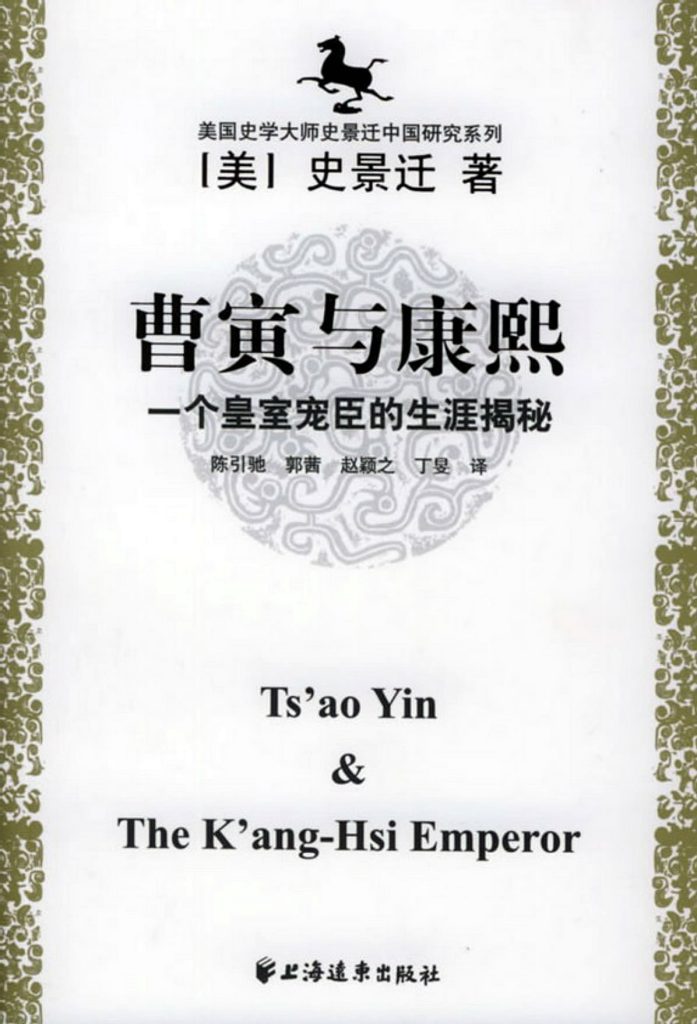 美国史学大师史景迁中国研究系列
[美] 史景迁 著
曹寅与康熙
一个皇室宠臣的生涯揭秘
陈引驰 郭茜 赵颖之 丁旻 译
Ts'ao Yin
&
The K'ang-Hsi Emperor
上海远东出版社